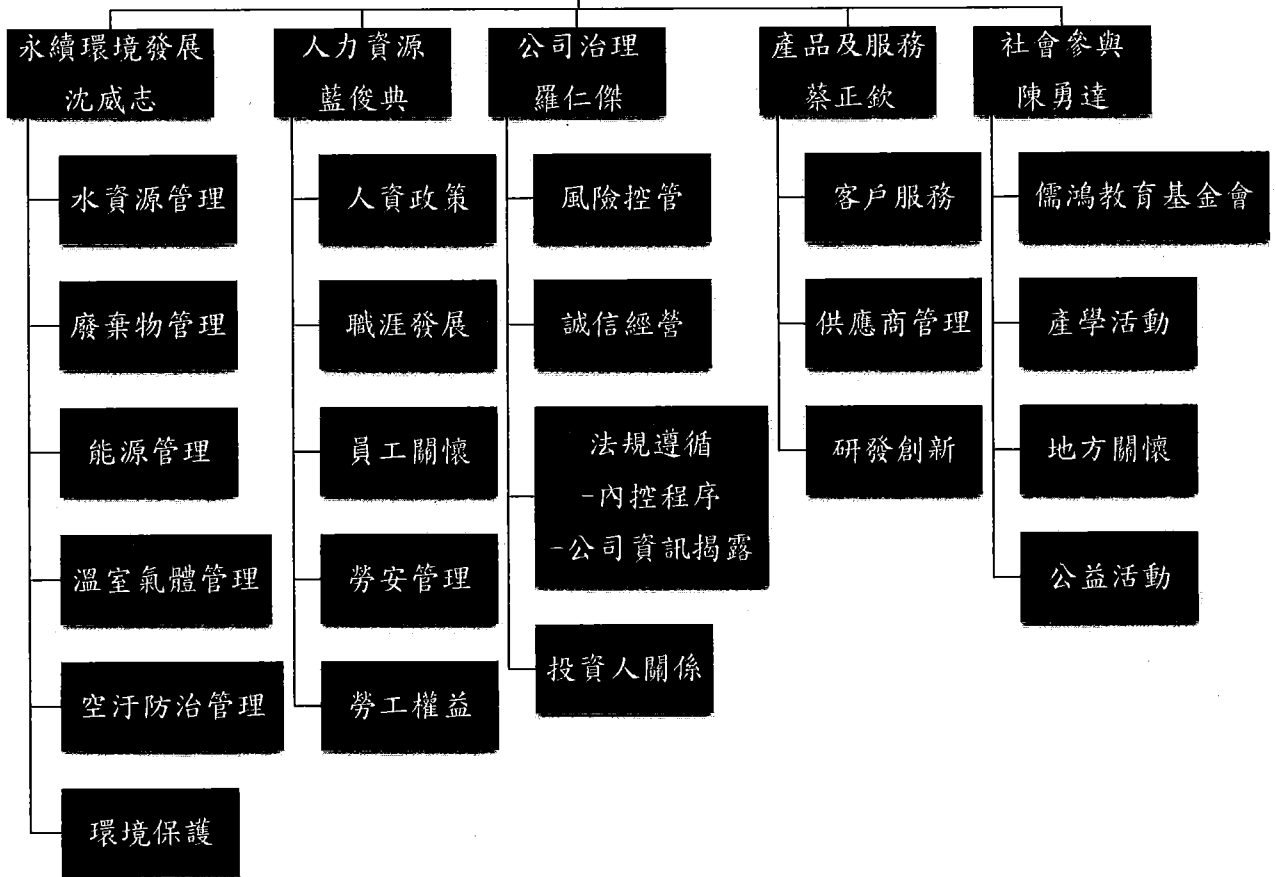 永續環境發展
沈威志
水資源管理
廢棄物管理
能源管理
溫室氣體管理
空汙防治管理
環境保護
人力資源
藍俊典
人資政策
職涯發展
員工關懷
勞安管理
勞工權益
公司治理
羅仁傑
風險控管
誠信經營
法規遵循
-內控程序
-公司資訊揭露
投資人關係
產品及服務
蔡正欽
客戶服務
供應商管理
研發創新
社會參與
陳勇達
儒鴻教育基金會
產學活動
地方關懷
公益活動